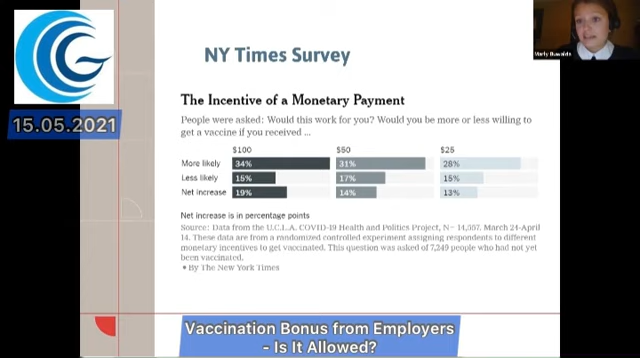 NY Times Survey
15.05.2021
The Incentive of a Monetary Payment
People were asked: Would this work for you? Would you be more or less willing to
get a vaccine if you received ...
$100 $50 $25
More likely 34% 31% 28%
Less likely 15% 17% 15%
Net increase 19% 14% 13%
Net increase is in percentage points
Source: Data from the U.C.L.A. COVID-19 Health and Politics Project, N= March 24-April
14. These data are from a randomized controlled experiment assigning respondents to different
monetary incentives to get vaccinated. This question was asked of 7,249 people who had not yet
been vaccinated.
• By The New York Times
Vaccination Bonus from Employers
- Is It Allowed?